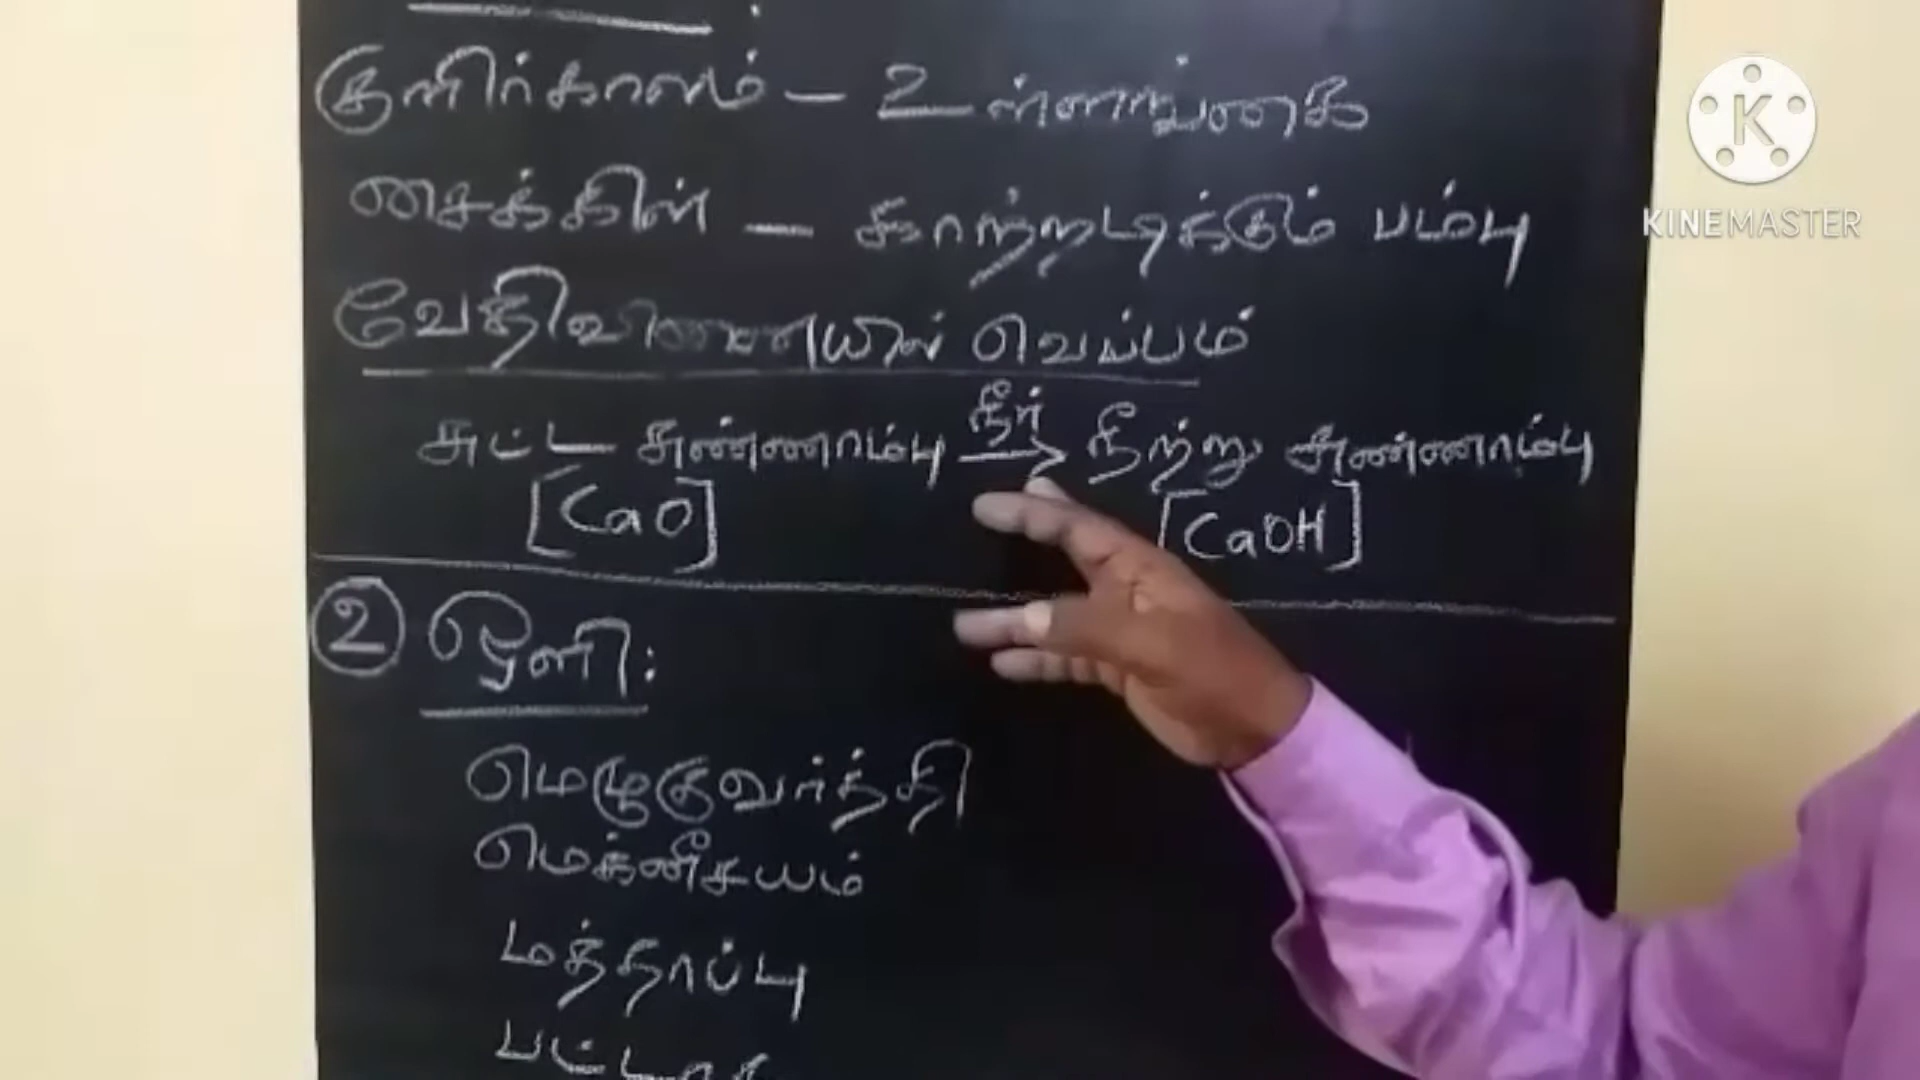 குளிர்காலம் - உள்ளங்கை
சைக்கிள் - காற்றடிக்கும் பம்பு
வேதிவினையில் வெப்பம்
நீர்
சுட்ட சுண்ணாம்பு → நீற்று சுண்ணாம்பு
[CaO] [CaOH]
2 ஒளி:
மெழுகுவர்த்தி
மெக்னீசியம்
மத்தாப்பு
K
KINEMASTER